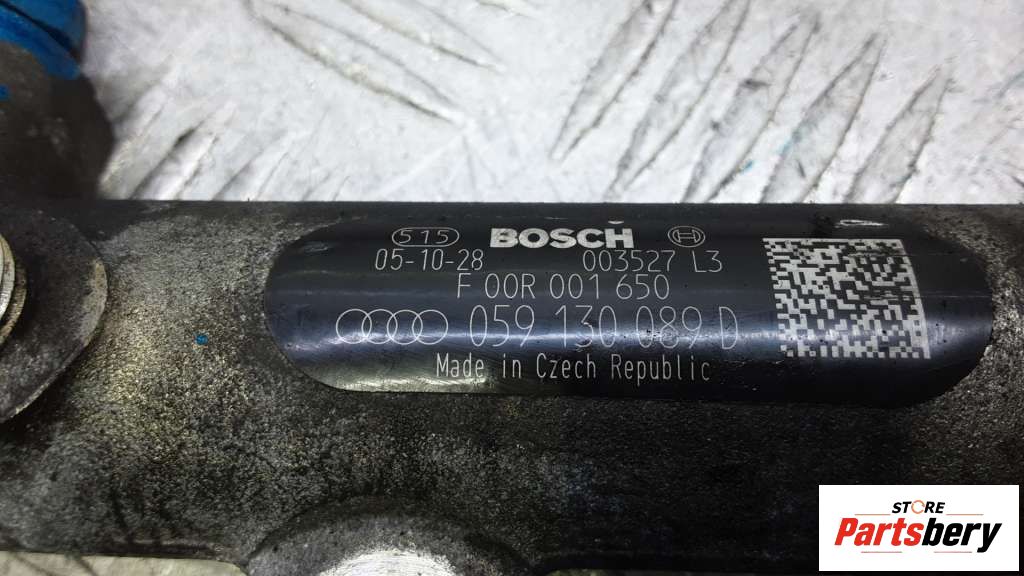 515 BOSCH
05-10-28 003527 L3
F 00R 001 650
059 130 089 D
Made in Czech Republic
STORE
Partsbery